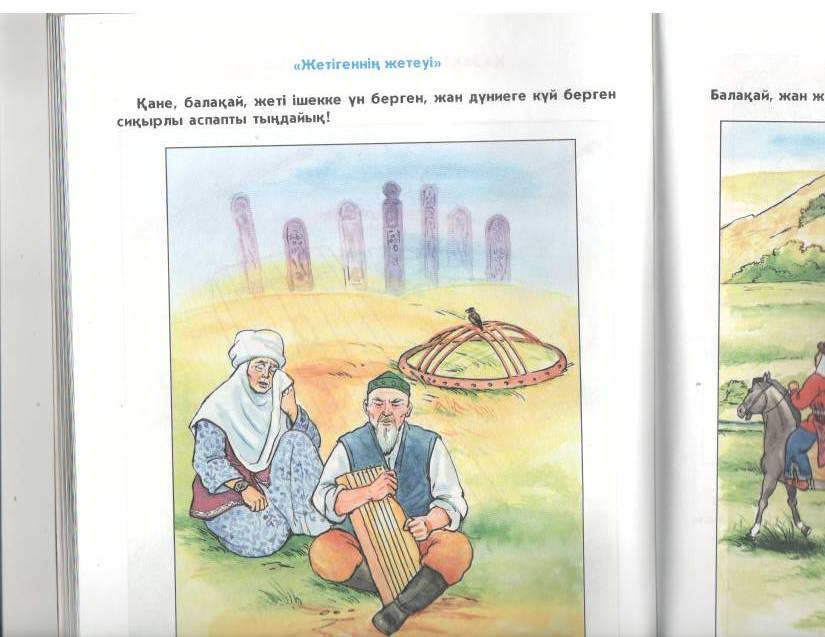 «Жетігеннің жетеуі»
Қане, балақай, жеті ішекке үн берген, жан дүниеге күй берген
сиқырлы аспапты тыңдайық!
Балақай, жан ж